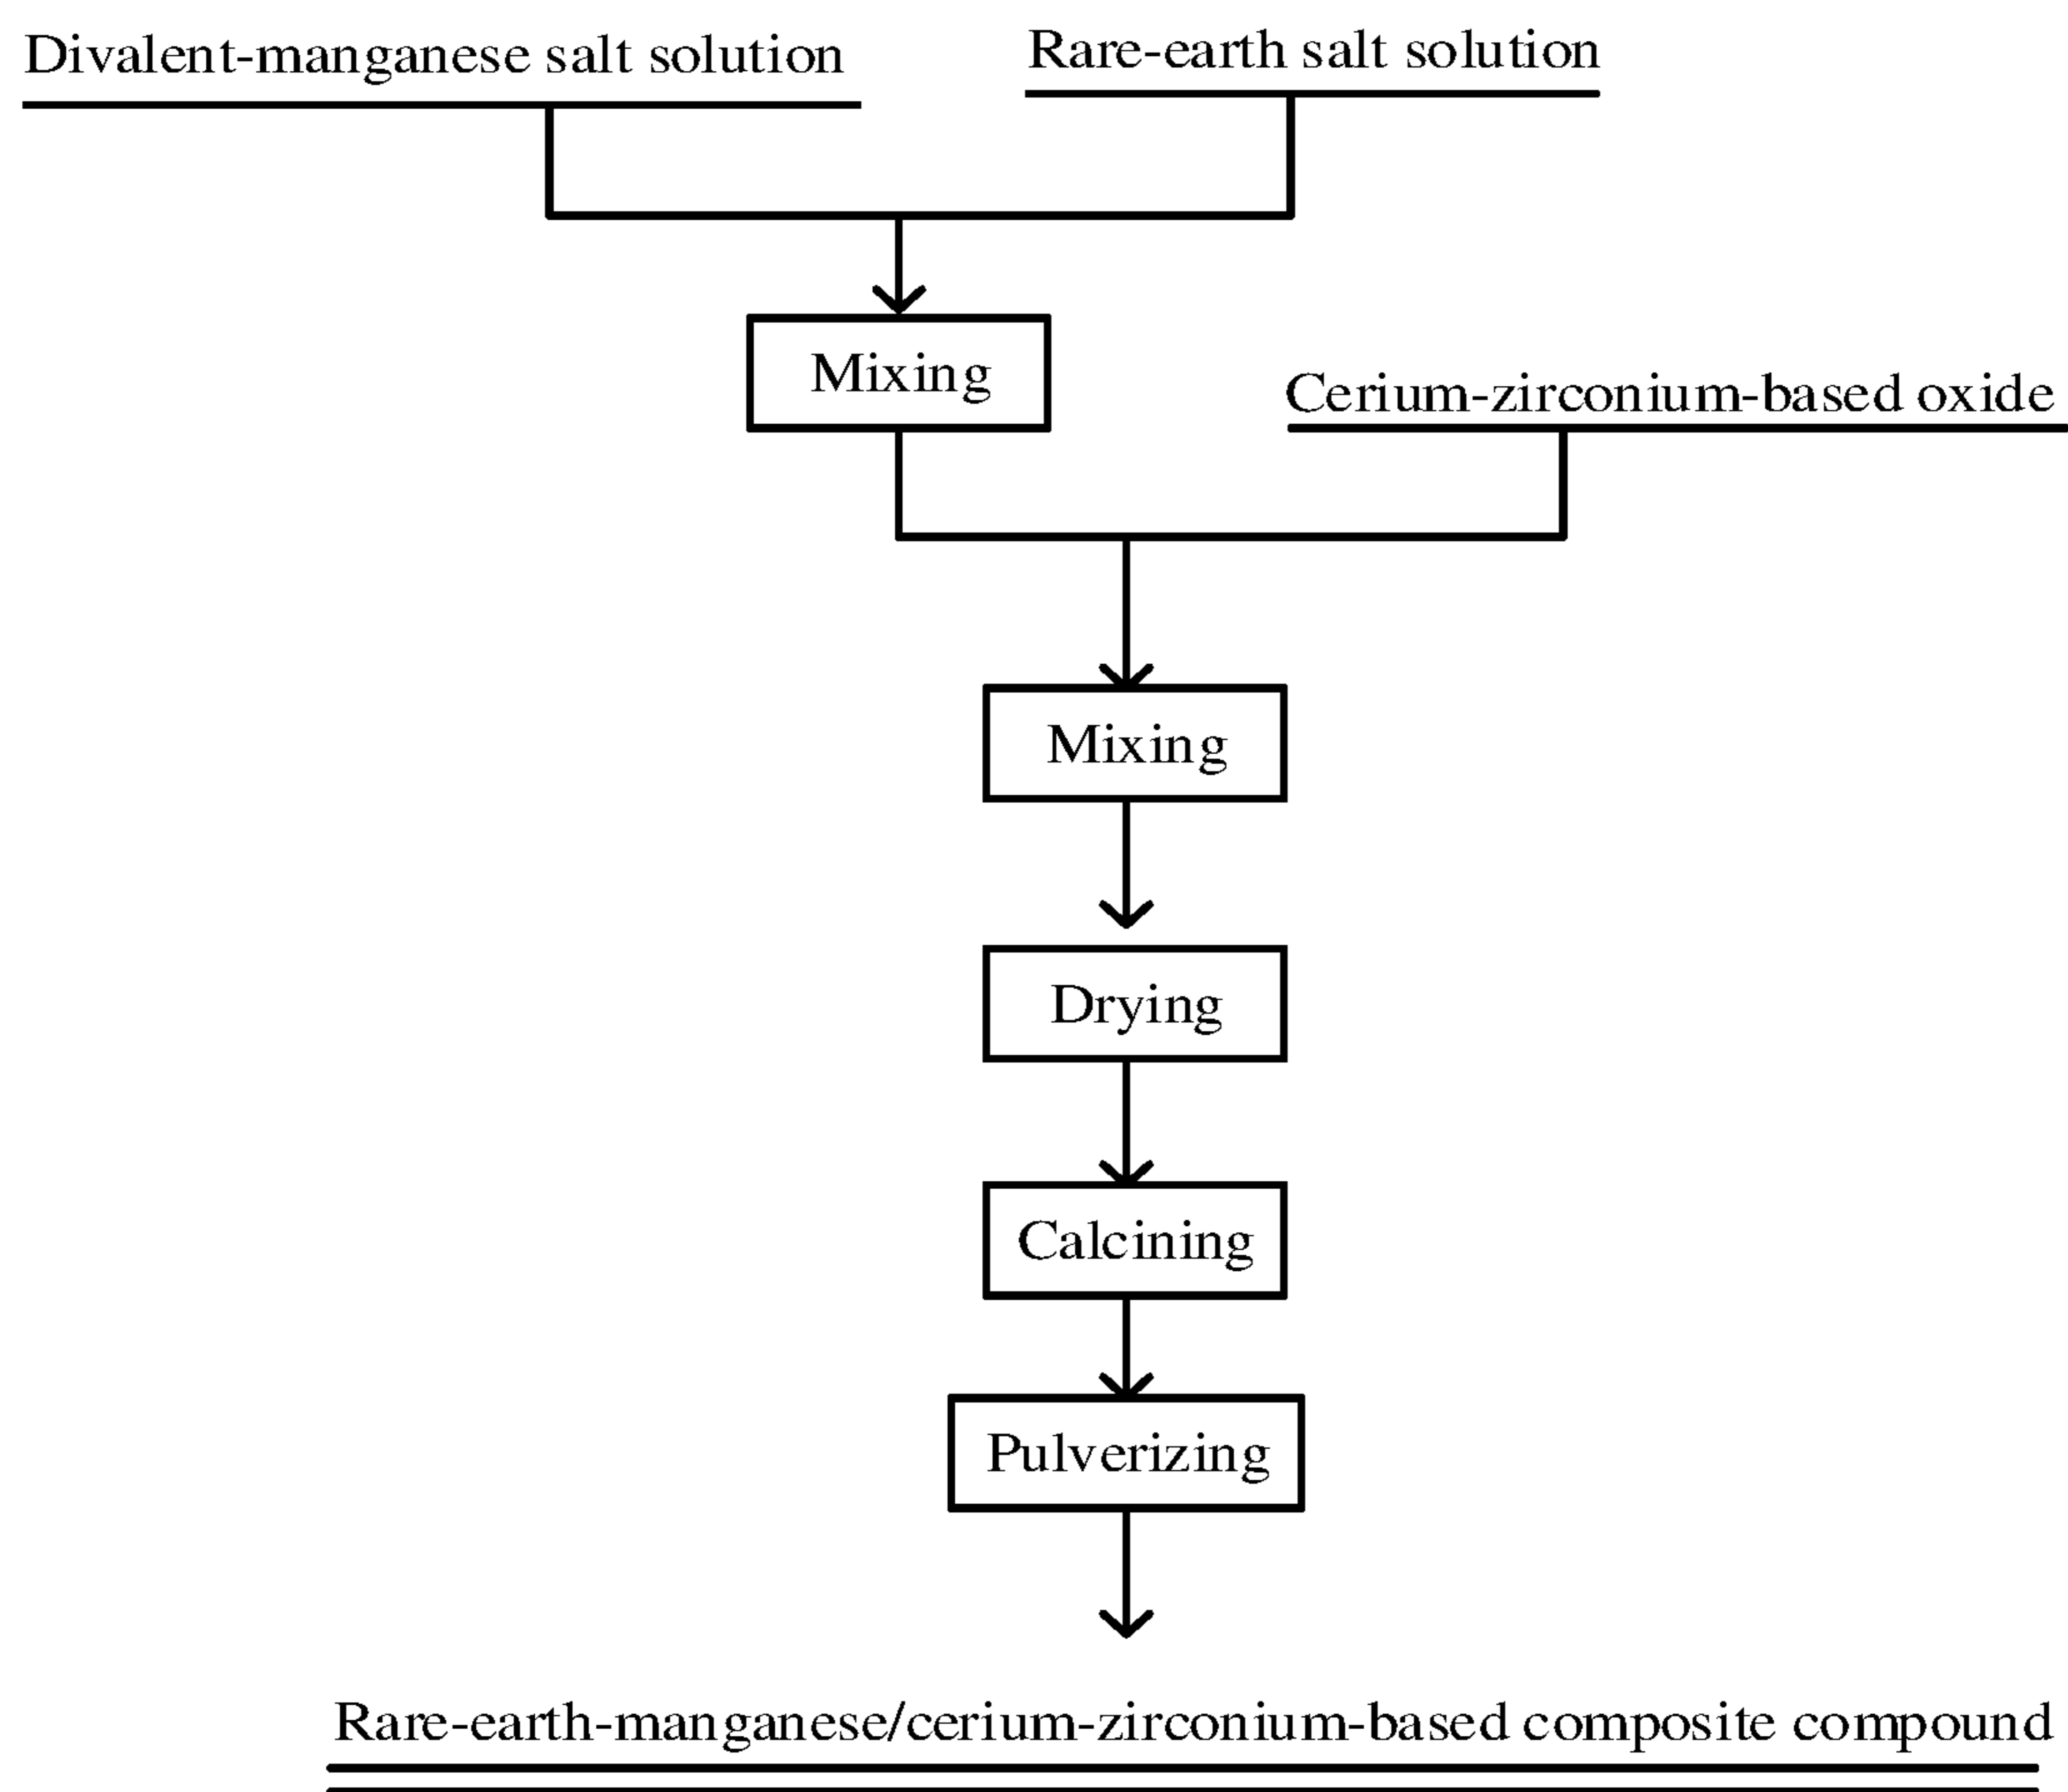 Divalent-manganese salt solution
Rare-earth salt solution
Mixing
Cerium-zirconium-based oxide
Mixing
Drying
Calcining
Pulverizing
Rare-earth-manganese/cerium-zirconium-based composite compound